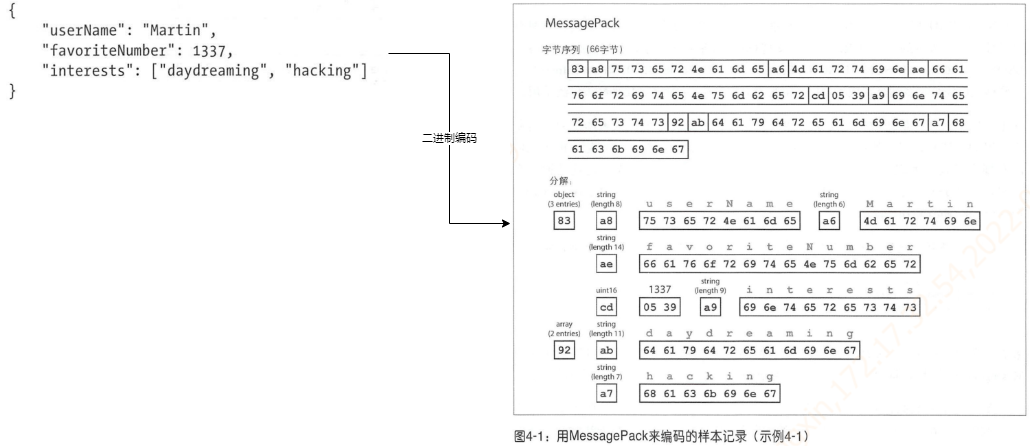 {
"userName": "Martin",
"favoriteNumber": 1337,
"interests": ["daydreaming", "hacking"]
}
二进制编码
MessagePack
字节序列（66字节）
83 a8 75 73 65 72 4e 61 6d 65 a6 4d 61 72 74 69 6e ae 66 61
76 6f 72 69 74 65 4e 75 6d 62 65 72 cd 05 39 a9 69 6e 74 65
72 65 73 74 73 92 ab 64 61 79 64 72 65 61 6d 69 6e 67 a7 68
61 63 6b 69 6e 67
分解：
object
(3 entries)
string
(length 8)
u s e r N a m e
string
(length 6)
M a r t i n
83 a8 75 73 65 72 4e 61 6d 65 a6 4d 61 72 74 69 6e
string
(length 14)
f a v o r i t e N u m b e r
ae 66 61 76 6f 72 69 74 65 4e 75 6d 62 65 72
uint16
1337
string
(length 9)
i n t e r e s t s
cd 05 39 a9 69 6e 74 65 72 65 73 74 73
array
(2 entries)
string
(length 11)
d a y d r e a m i n g
92 ab 64 61 79 64 72 65 61 6d 69 6e 67
string
(length 7)
h a c k i n g
a7 68 61 63 6b 69 6e 67
图4-1：用MessagePack来编码的样本记录（示例4-1）